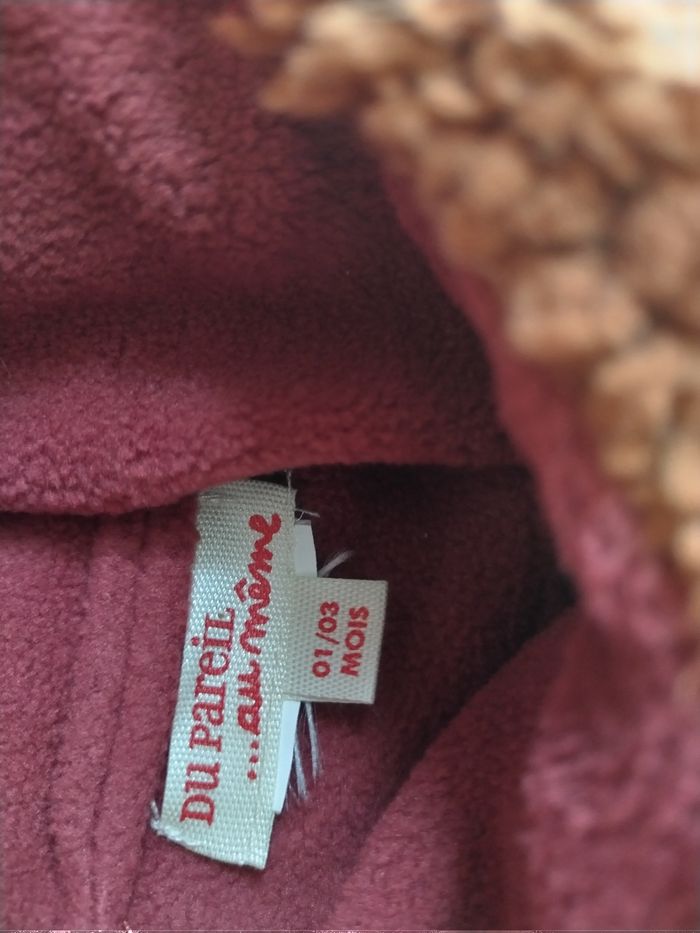 DU PareiL
...au même
01/03
MOIS